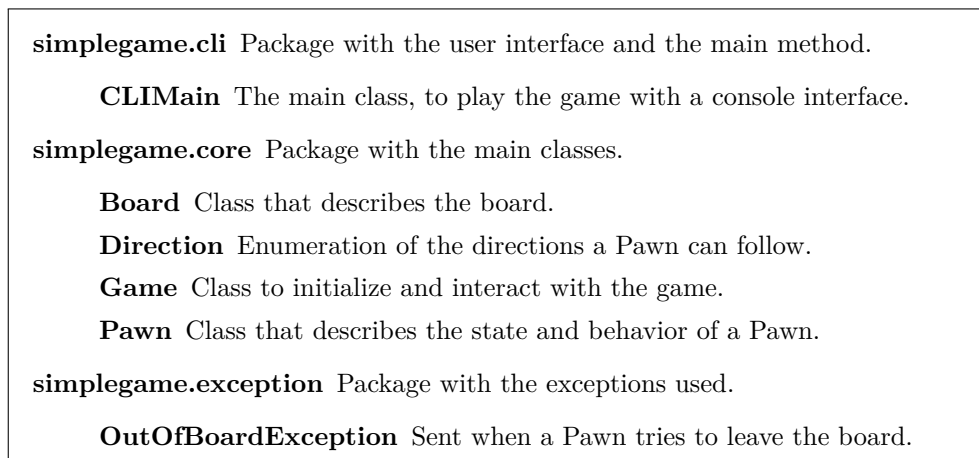 simplegame.cli Package with the user interface and the main method.
CLIMain The main class, to play the game with a console interface.
simplegame.core Package with the main classes.
Board Class that describes the board.
Direction Enumeration of the directions a Pawn can follow.
Game Class to initialize and interact with the game.
Pawn Class that describes the state and behavior of a Pawn.
simplegame.exception Package with the exceptions used.
OutOfBoardException Sent when a Pawn tries to leave the board.